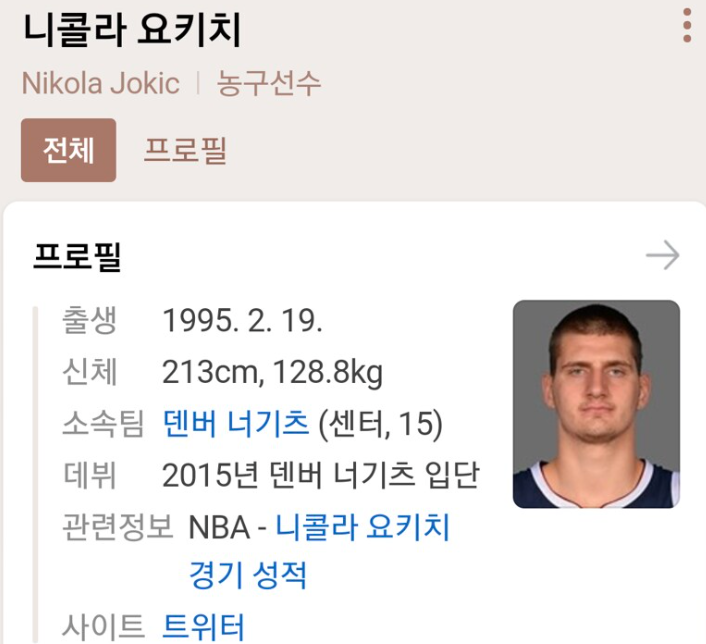 니콜라 요키치
Nikola Jokic | 농구선수
전체 프로필
프로필
출생 1995. 2. 19.
신체 213cm, 128.8kg
소속팀 덴버 너기츠 (센터, 15)
데뷔 2015년 덴버 너기츠 입단
관련정보 NBA - 니콜라 요키치
경기 성적
사이트 트위터